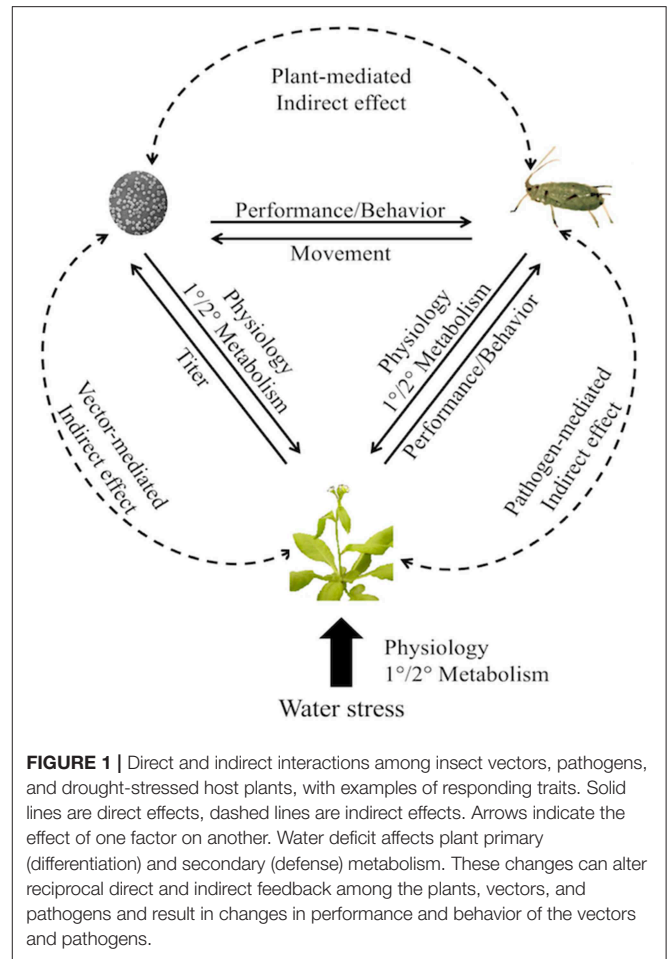 Plant-mediated
Indirect effect
Performance/Behavior
Movement
Physiology
1°/2° Metabolism
Titer
Physiology
1°/2° Metabolism
Performance/Behavior
Vector-mediated
Indirect effect
Pathogen-mediated
Indirect effect
Physiology
1°/2° Metabolism
Water stress
FIGURE 1 | Direct and indirect interactions among insect vectors, pathogens,
and drought-stressed host plants, with examples of responding traits. Solid
lines are direct effects, dashed lines are indirect effects. Arrows indicate the
effect of one factor on another. Water deficit affects plant primary
(differentiation) and secondary (defense) metabolism. These changes can alter
reciprocal direct and indirect feedback among the plants, vectors, and
pathogens and result in changes in performance and behavior of the vectors
and pathogens.